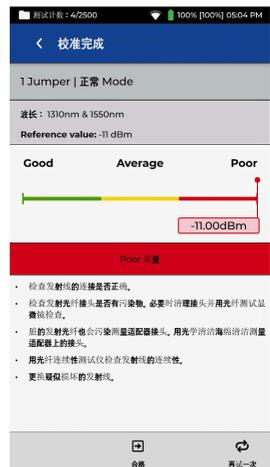 测试计数：4/2500 100% [100%] 05:04 PM
校准完成
1 Jumper | 正常 Mode
波长： 1310nm & 1550nm
Reference value: -11 dBm
Good Average Poor
-11.00dBm
Poor 质量
• 检查发射线的连接是否正确。
• 检查发射光纤接头是否有污染物。必要时清理接头并用光纤测试显
微镜检查。
• 脏的发射光纤也会污染测量适配器接头。用光学清洁海绵清洁测量
适配器上的接头。
• 用光纤连续性测试仪检查发射线的连续性。
• 更换疑似损坏的发射线。
合格 再试一次